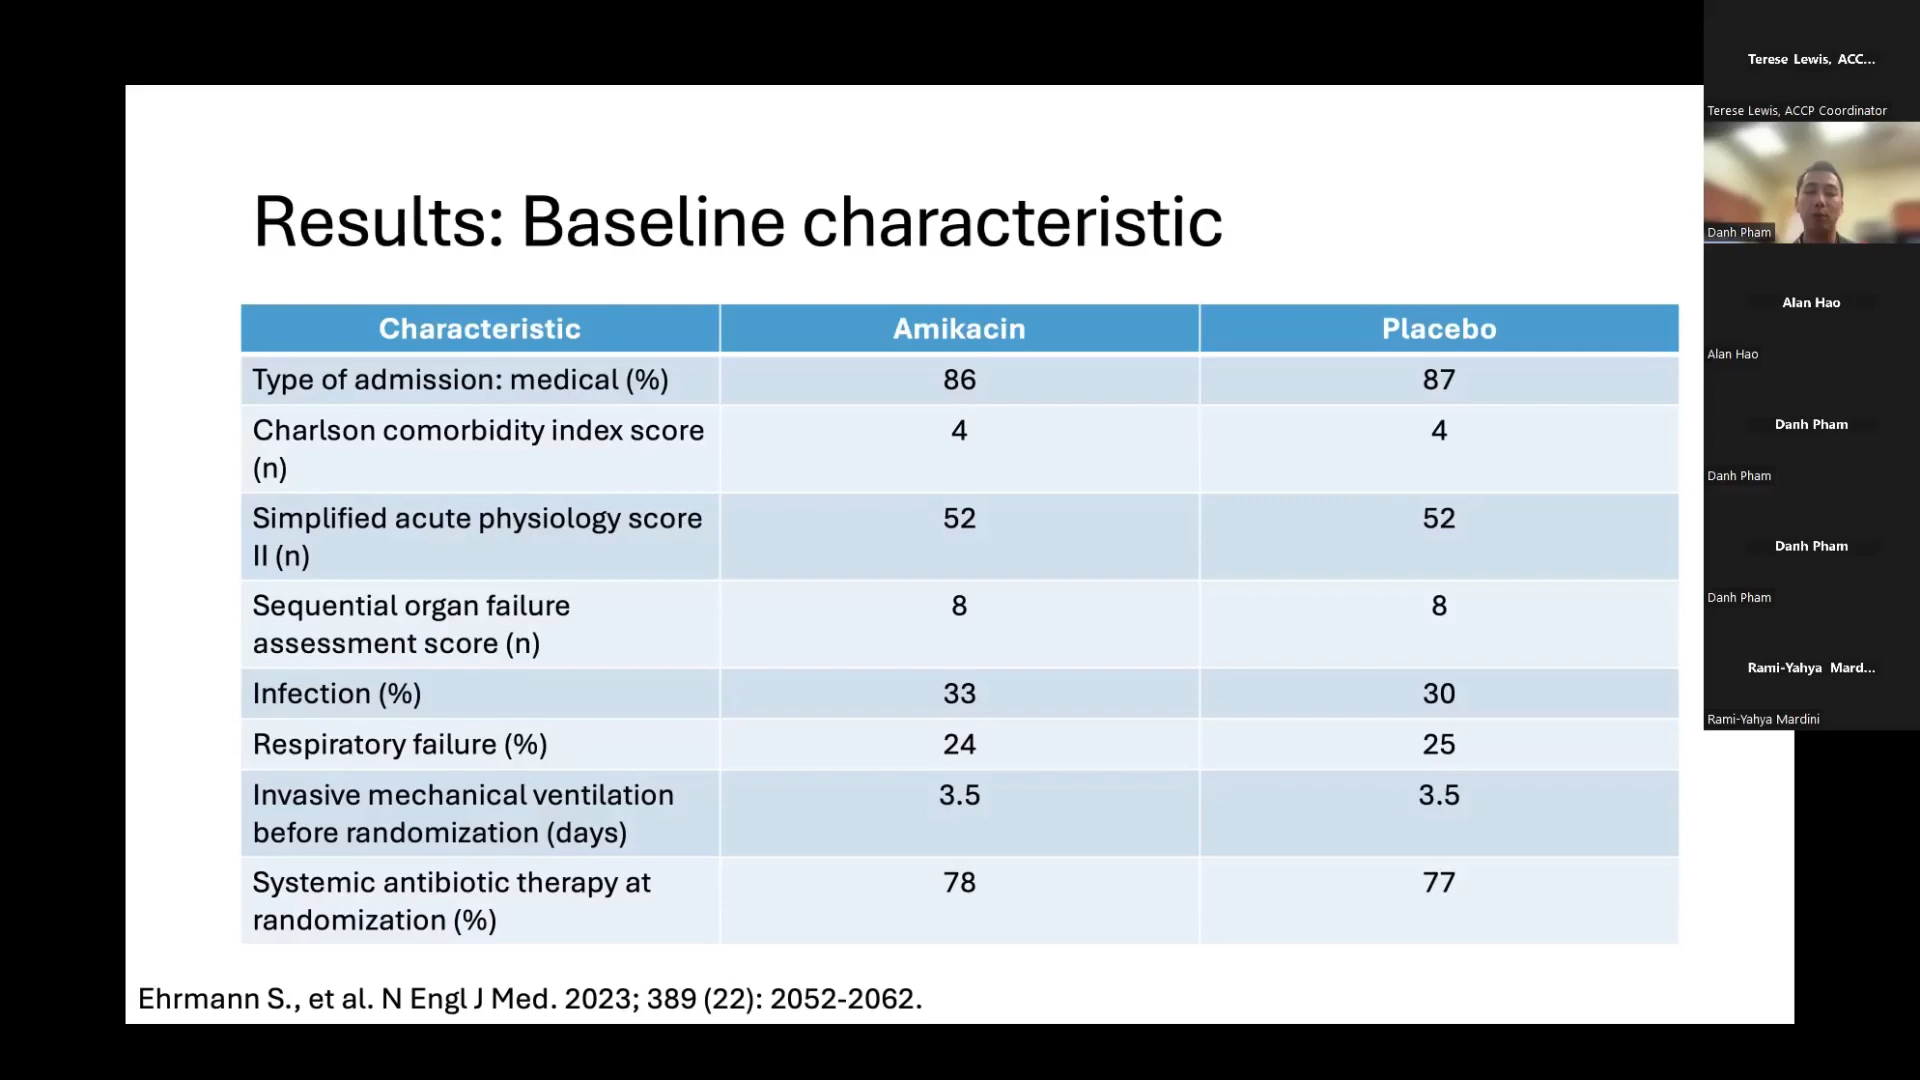 Results: Baseline characteristic
Characteristic Amikacin Placebo
Type of admission: medical (%) 86 87
Charlson comorbidity index score 4 4
(n)
Simplified acute physiology score 52 52
II (n)
Sequential organ failure 8 8
assessment score (n)
Infection (%) 33 30
Respiratory failure (%) 24 25
Invasive mechanical ventilation 3.5 3.5
before randomization (days)
Systemic antibiotic therapy at 78 77
randomization (%)
Ehrmann S., et al. N Engl J Med. 2023; 389 (22): 2052-2062.
Terese Lewis, ACC...
Terese Lewis, ACCP Coordinator
Danh Pham
Alan Hao
Alan Hao
Danh Pham
Danh Pham
Danh Pham
Danh Pham
Rami-Yahya Mard...
Rami-Yahya Mardini